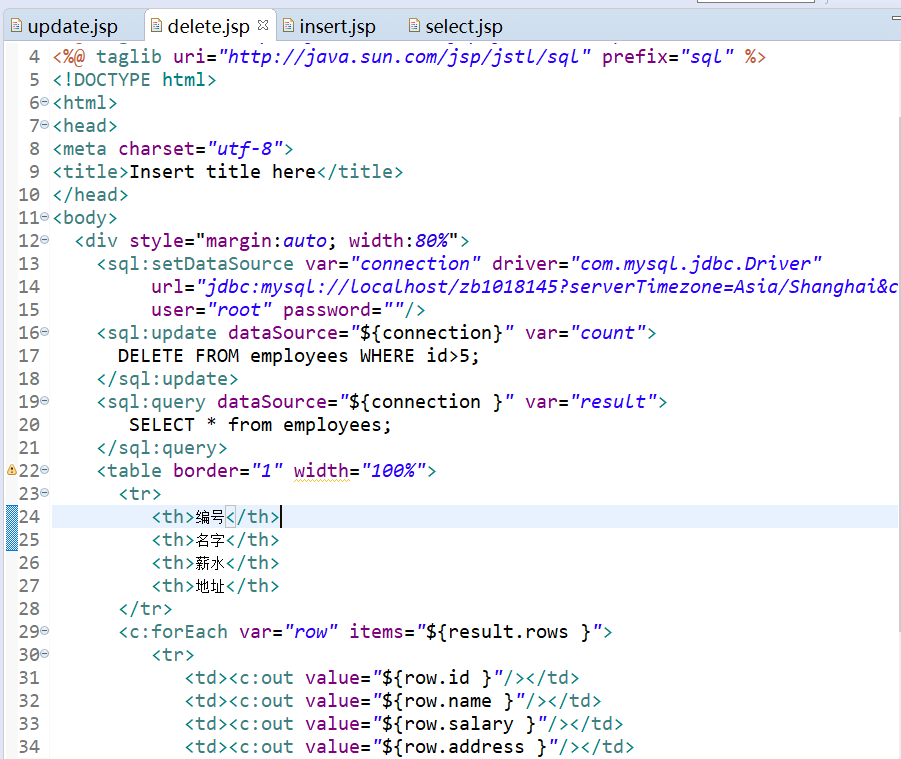 update.jsp delete.jsp insert.jsp select.jsp
4 <%@ taglib uri="http://java.sun.com/jsp/jstl/sql" prefix="sql" %>
5 <!DOCTYPE html>
6 <html>
7 <head>
8 <meta charset="utf-8">
9 <title>Insert title here</title>
10 </head>
11 <body>
12 <div style="margin:auto; width:80%">
13 <sql:setDataSource var="connection" driver="com.mysql.jdbc.Driver"
14 url="jdbc:mysql://localhost/zb1018145?serverTimezone=Asia/Shanghai&c
15 user="root" password=""/>
16 <sql:update dataSource="${connection}" var="count">
17 DELETE FROM employees WHERE id>5;
18 </sql:update>
19 <sql:query dataSource="${connection }" var="result">
20 SELECT * from employees;
21 </sql:query>
22 <table border="1" width="100%">
23 <tr>
24 <th>编号</th>
25 <th>名字</th>
26 <th>薪水</th>
27 <th>地址</th>
28 </tr>
29 <c:forEach var="row" items="${result.rows }">
30 <tr>
31 <td><c:out value="${row.id }"/></td>
32 <td><c:out value="${row.name }"/></td>
33 <td><c:out value="${row.salary }"/></td>
34 <td><c:out value="${row.address }"/></td>